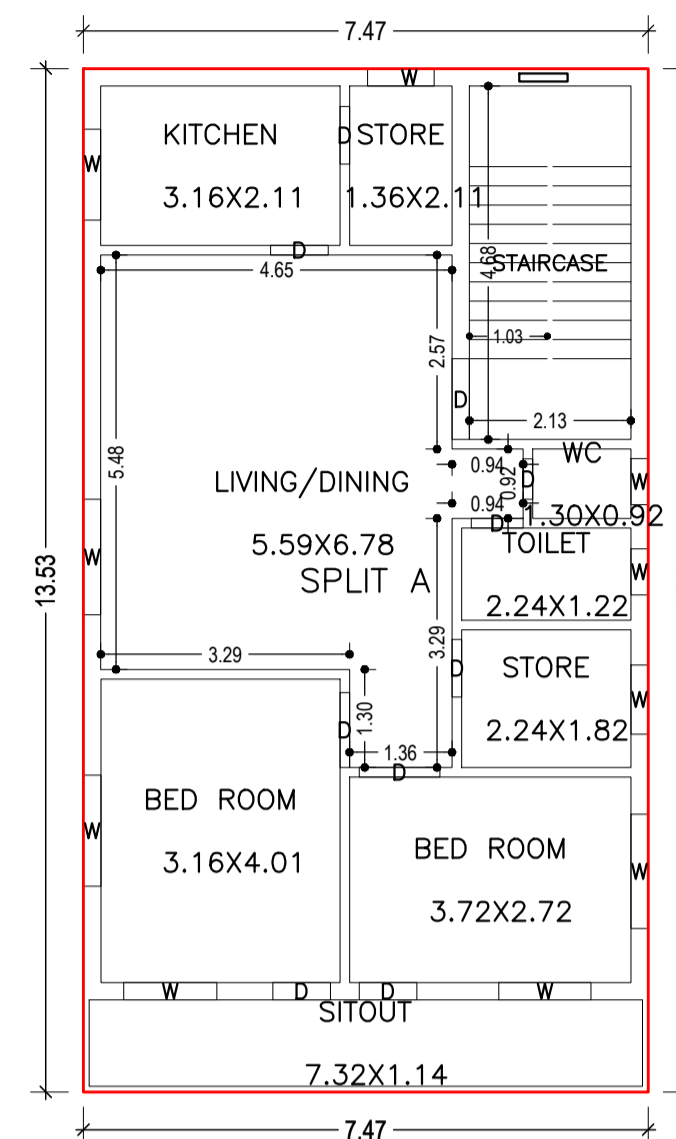 7.47
W
KITCHEN
D
STORE
W
3.16X2.11
1.36X2.11
D
4.65
4.68
STAIRCASE
2.57
1.03
D
2.13
5.48
WC
0.94
0.92
D
W
LIVING/DINING
0.94
D
1.30X0.92
5.59X6.78
TOILET
W
13.53
W
SPLIT A
2.24X1.22
3.29
3.29
D
STORE
W
1.30
D
2.24X1.82
1.36
D
BED ROOM
W
3.16X4.01
BED ROOM
W
3.72X2.72
W
D
D
W
SITOUT
7.32X1.14
7.47